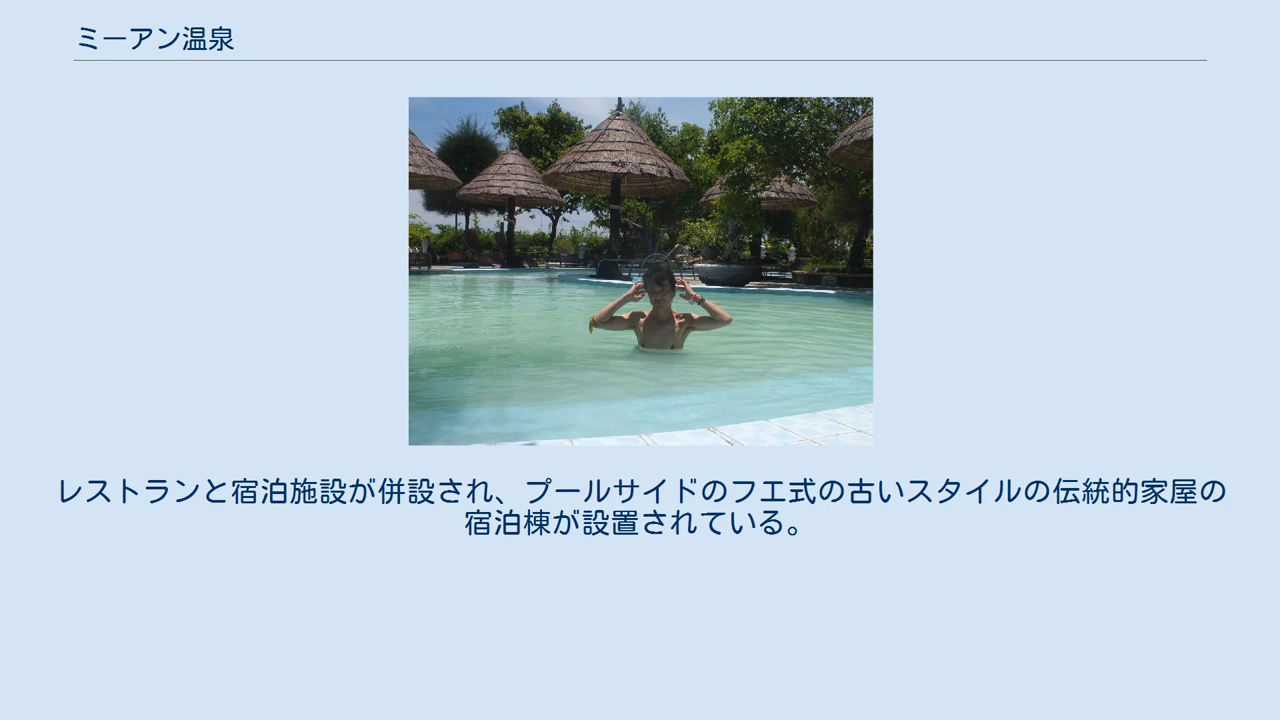 ミーアン温泉
レストランと宿泊施設が併設され、プールサイドのフエ式の古いスタイルの伝統的家屋の
宿泊棟が設置されている。